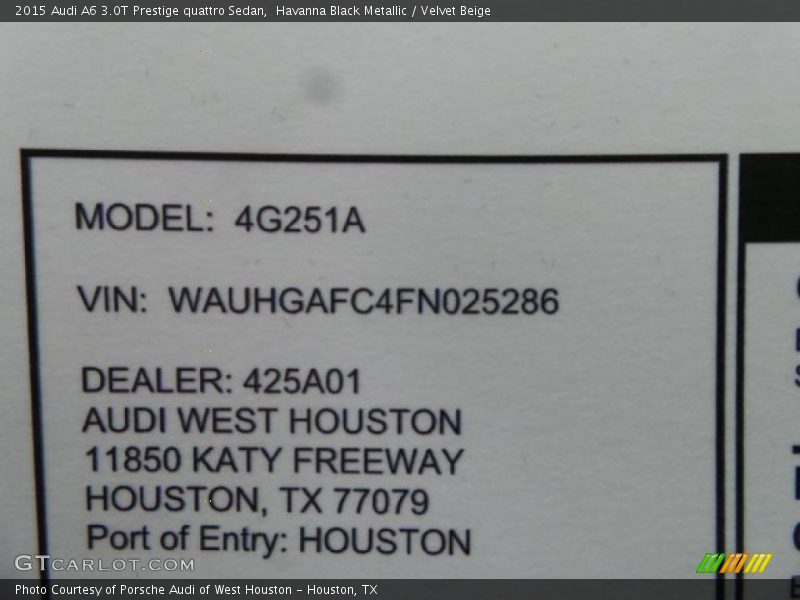 2015 Audi A6 3.0T Prestige quattro Sedan,  Havanna Black Metallic / Velvet Beige
MODEL:  4G251A
VIN:  WAUHGAFC4FN025286
DEALER: 425A01
AUDI WEST HOUSTON
11850 KATY FREEWAY
HOUSTON, TX 77079
Port of Entry: HOUSTON
GTCARLOT.COM
Photo Courtesy of Porsche Audi of West Houston – Houston, TX